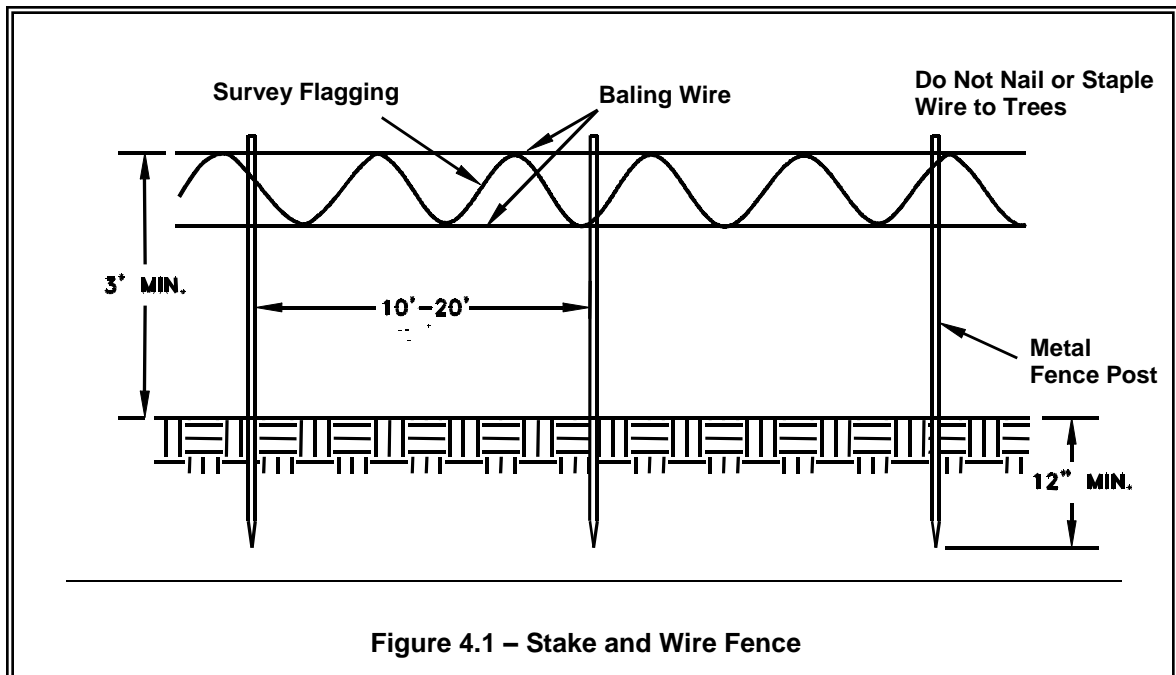 Survey Flagging
Baling Wire
Do Not Nail or Staple
Wire to Trees
3' MIN.
10'-20'
Metal
Fence Post
12" MIN.
Figure 4.1 – Stake and Wire Fence